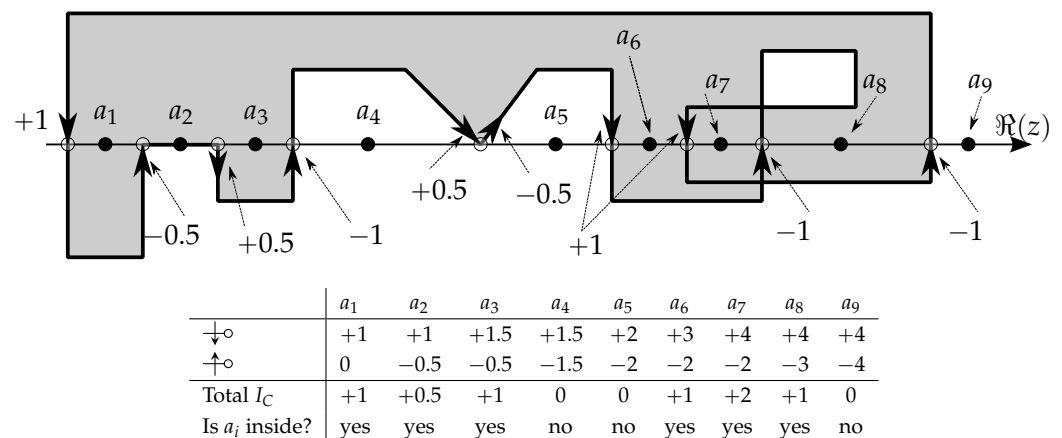 a₆
a₇
a₈
a₉
+1
a₁ a₂ a₃ a₄ a₅
ℜ(z)
−0.5
+0.5
−1
+0.5
−0.5
+1
−1
−1
a₁ a₂ a₃ a₄ a₅ a₆ a₇ a₈ a₉
+1 +1 +1.5 +1.5 +2 +3 +4 +4 +4
0 −0.5 −0.5 −1.5 −2 −2 −2 −3 −4
Total I_C +1 +0.5 +1 0 0 +1 +2 +1 0
Is aᵢ inside? yes yes yes no no yes yes yes no